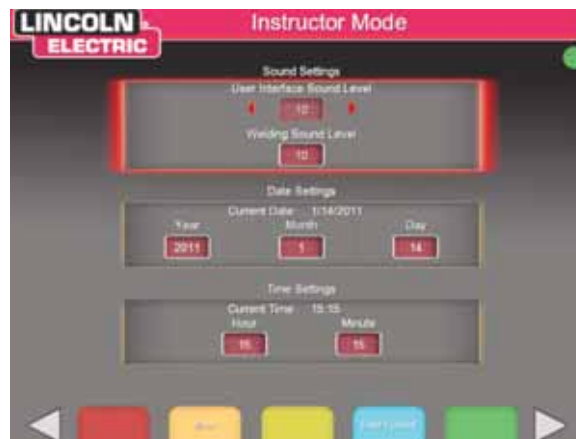 LINCOLN
ELECTRIC
Instructor Mode
Sound Settings
User Interface Sound Level
10
Welding Sound Level
10
Date Settings
Current Date: 1/14/2011
Year Month Day
2011 1 14
Time Settings
Current Time 15:15
Hour Minute
15 15